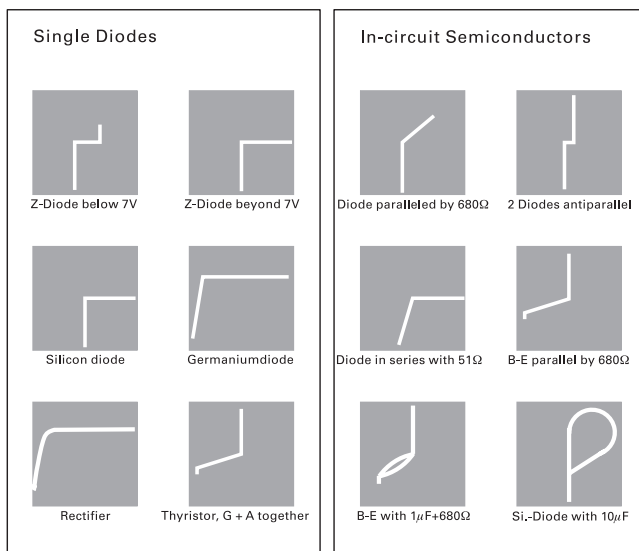 Single Diodes
Z-Diode below 7V
Z-Diode beyond 7V
Silicon diode
Germaniumdiode
Rectifier
Thyristor, G + A together
In-circuit Semiconductors
Diode paralleled by 680Ω
2 Diodes antiparallel
Diode in series with 51Ω
B-E parallel by 680Ω
B-E with 1µF+680Ω
Si.-Diode with 10µF